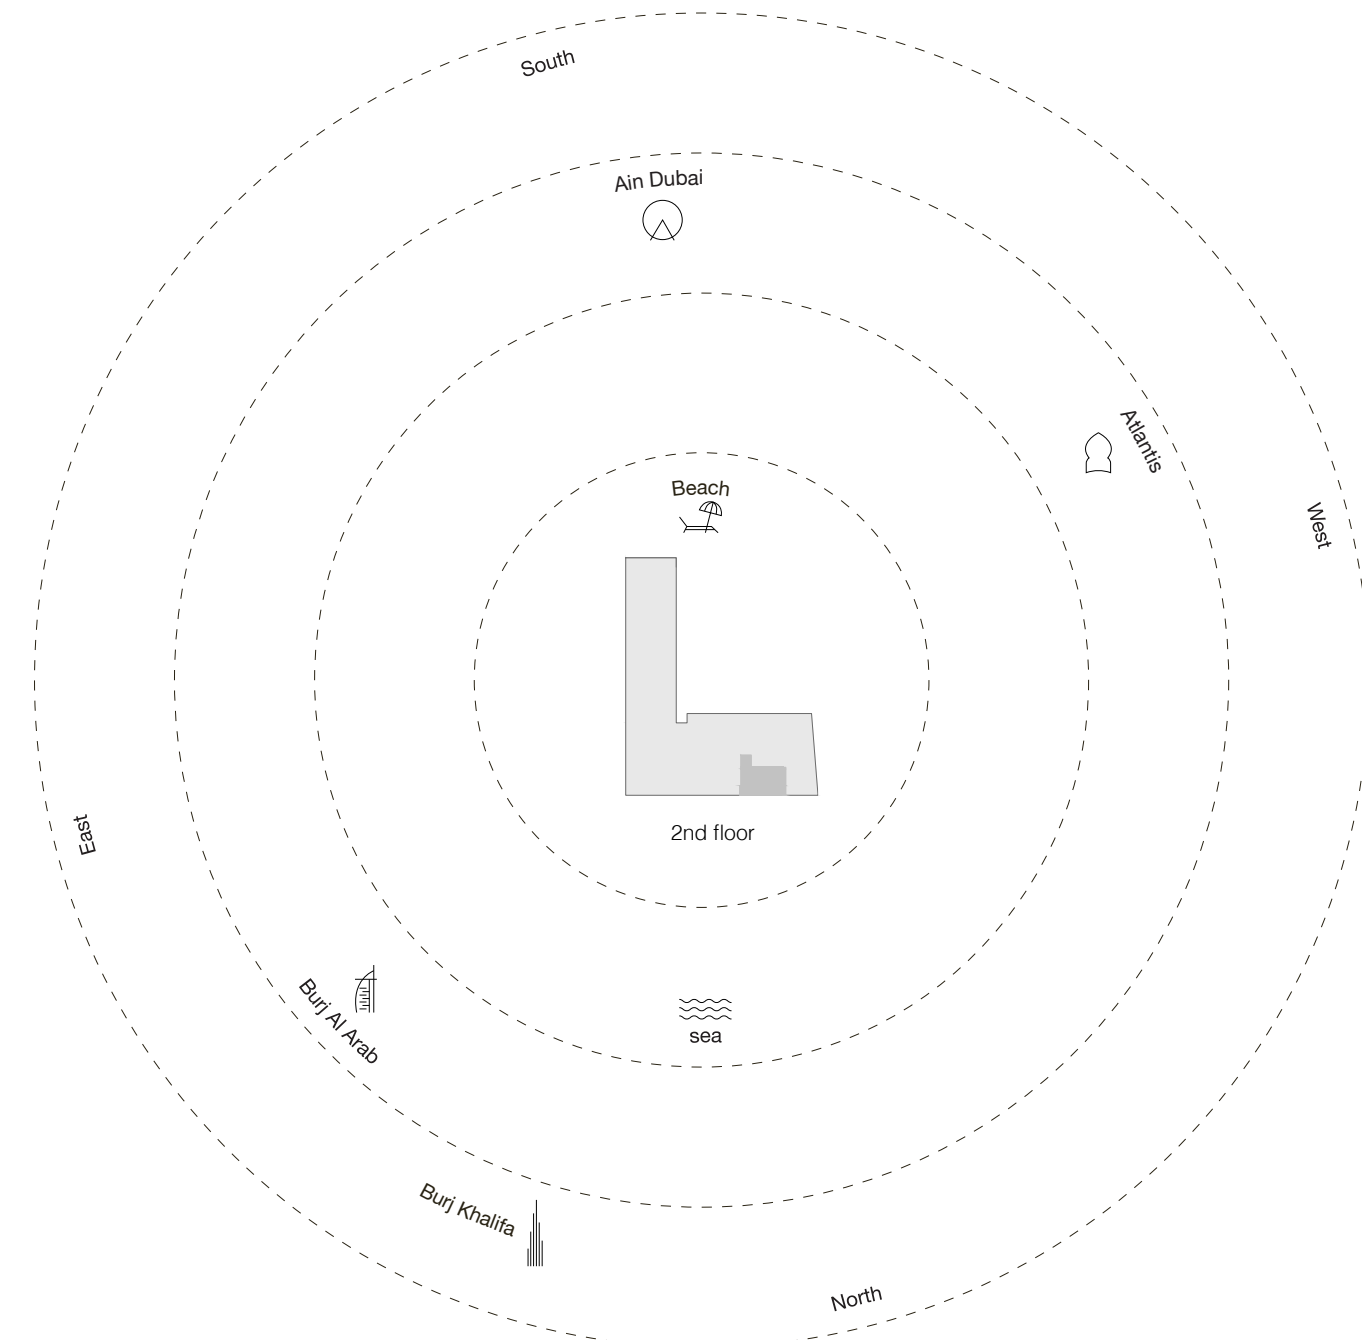 South
Ain Dubai
Atlantis
Beach
West
East
2nd floor
Burj Al Arab
sea
Burj Khalifa
North